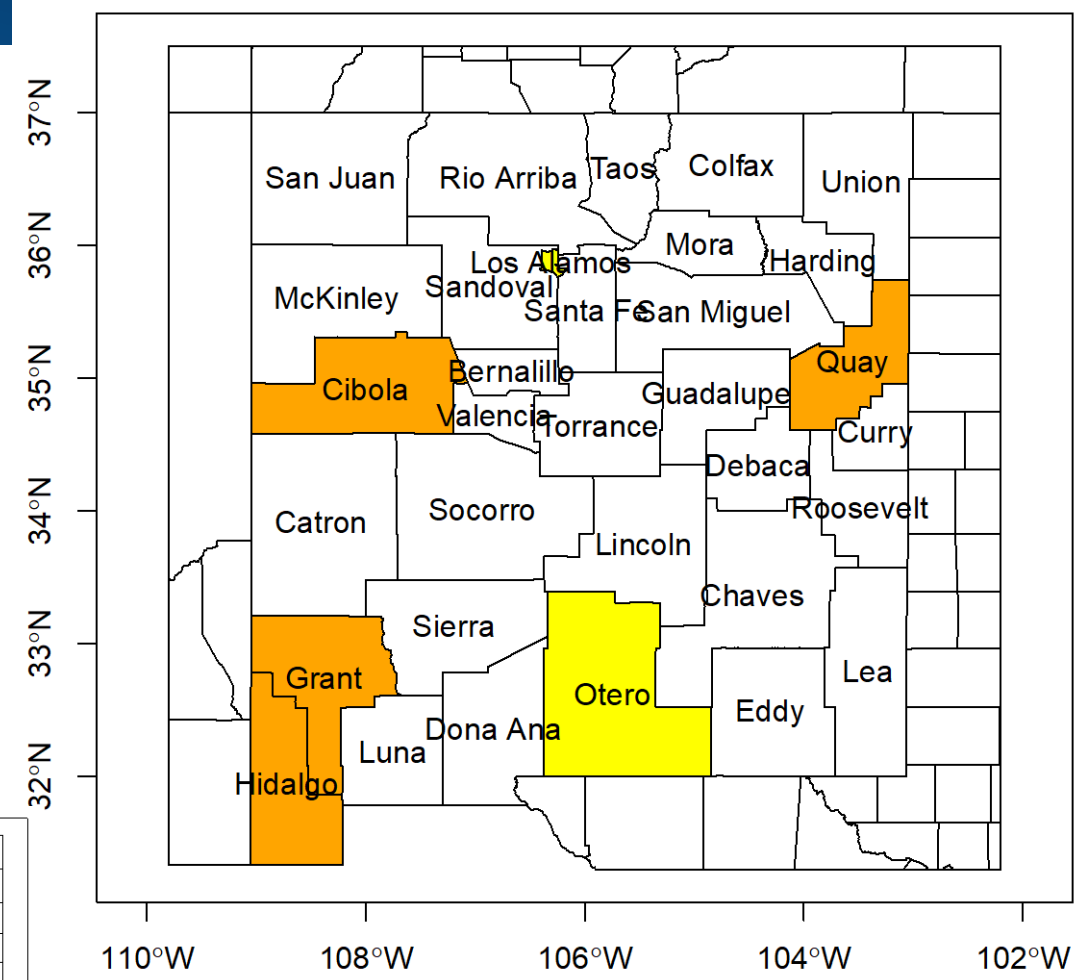 37°N
36°N
35°N
34°N
33°N
32°N
San Juan
Rio Arriba
Taos
Colfax
Union
Mora
Harding
Los Alamos
McKinley
Sandoval
Santa Fe
San Miguel
Quay
Cibola
Bernalillo
Guadalupe
Valencia
Torrance
Curry
Debaca
Catron
Socorro
Roosevelt
Lincoln
Chaves
Sierra
Grant
Lea
Otero
Eddy
Dona Ana
Luna
Hidalgo
110°W
108°W
106°W
104°W
102°W